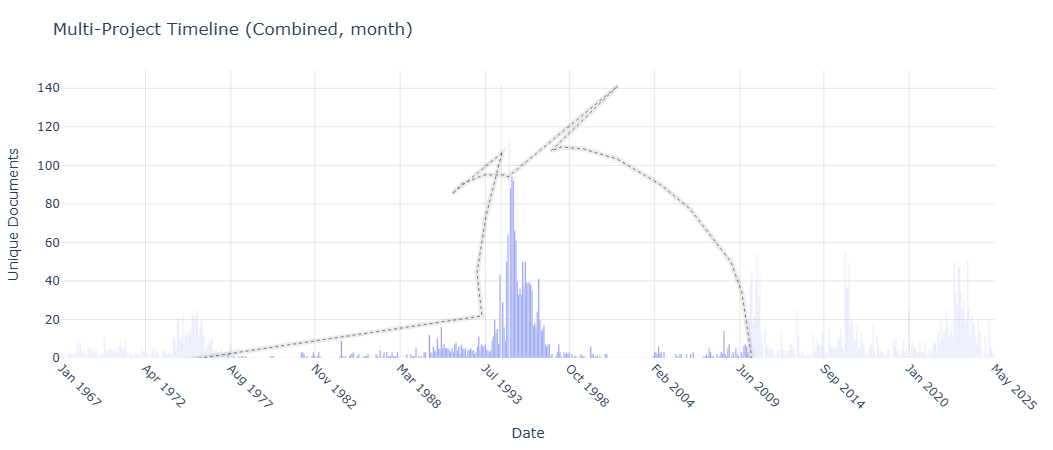 Multi-Project Timeline (Combined, month)
Unique Documents
140
120
100
80
60
40
20
0
Jan 1967
Apr 1972
Aug 1977
Nov 1982
Mar 1988
Jul 1993
Oct 1998
Feb 2004
Jun 2009
Sep 2014
Jan 2020
May 2025
Date